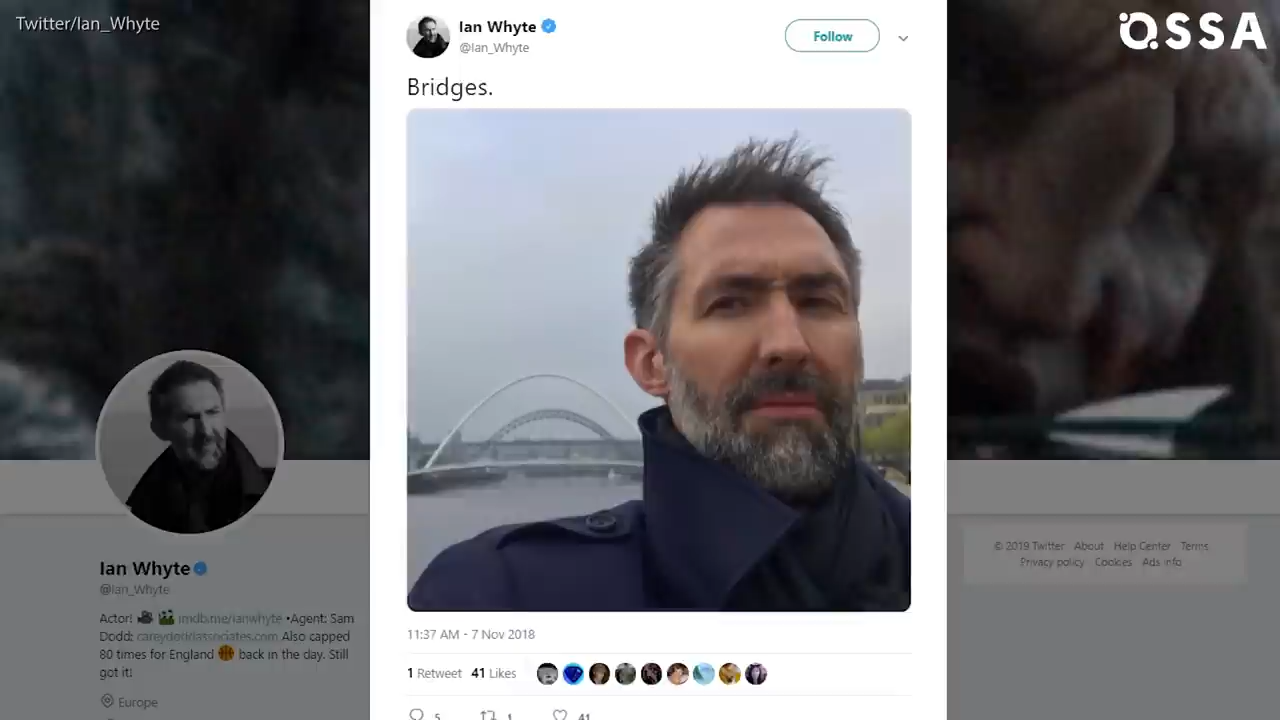 Twitter/Ian_Whyte
OSSA
Ian Whyte
@Ian_Whyte
Follow
Bridges.
11:37 AM - 7 Nov 2018
1 Retweet 41 Likes
5 1 41
Ian Whyte
@Ian_Whyte
Actor! imdb.me/ianwhyte •Agent: Sam
Dodd: Also capped
80 times for England back in the day. Still
got it!
Europe
© 2019 Twitter About Help Center Terms
Privacy policy Cookies Ads info